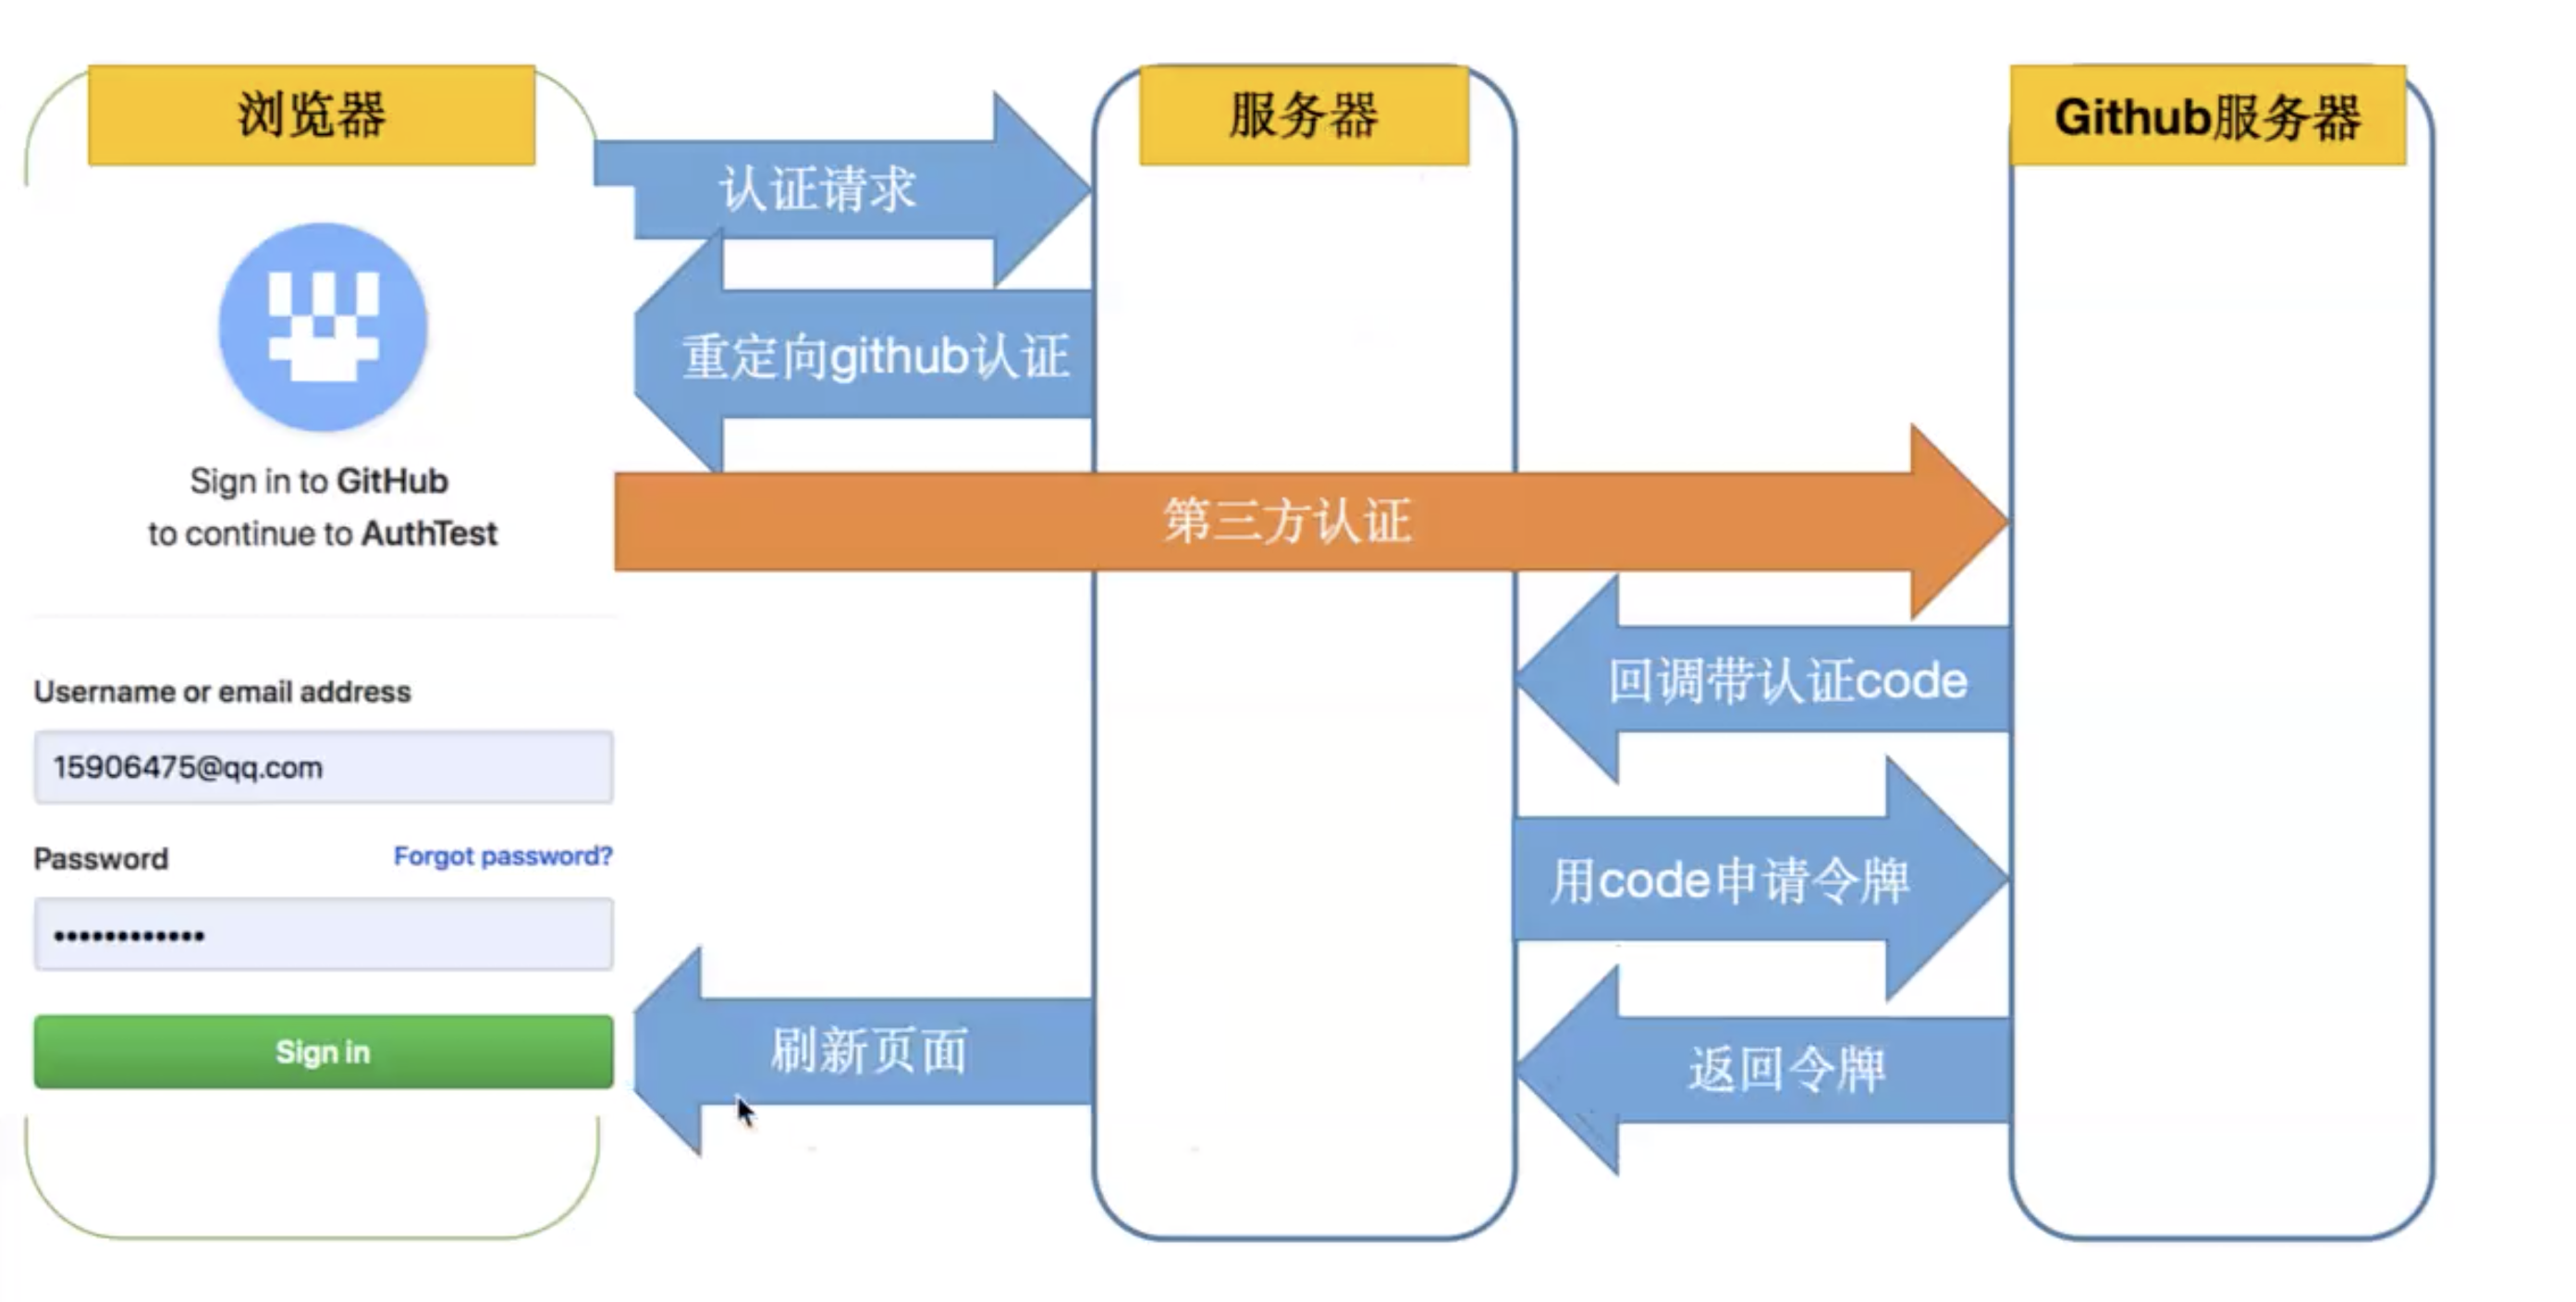 浏览器
服务器
Github服务器
认证请求
重定向github认证
Sign in to GitHub
to continue to AuthTest
第三方认证
回调带认证code
Username or email address
15906475@qq.com
用code申请令牌
Password
Forgot password?
••••••••••••
Sign in
刷新页面
返回令牌